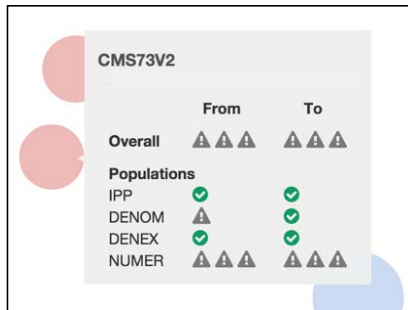 CMS73V2
From To
Overall
Populations
IPP
DENOM
DENEX
NUMER